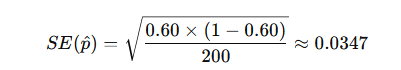 SE(p̂) = √(0.60 × (1 − 0.60) / 200) ≈ 0.0347